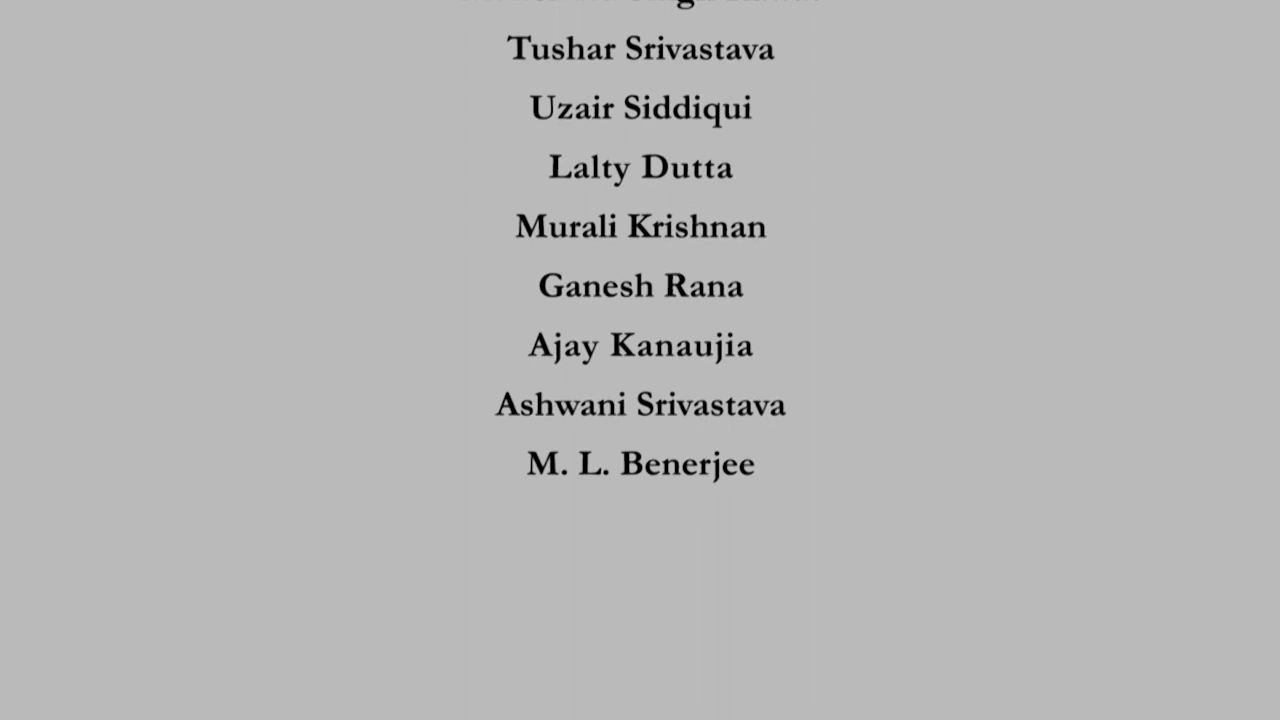 Tushar Srivastava
Uzair Siddiqui
Lalty Dutta
Murali Krishnan
Ganesh Rana
Ajay Kanaujia
Ashwani Srivastava
M. L. Benerjee